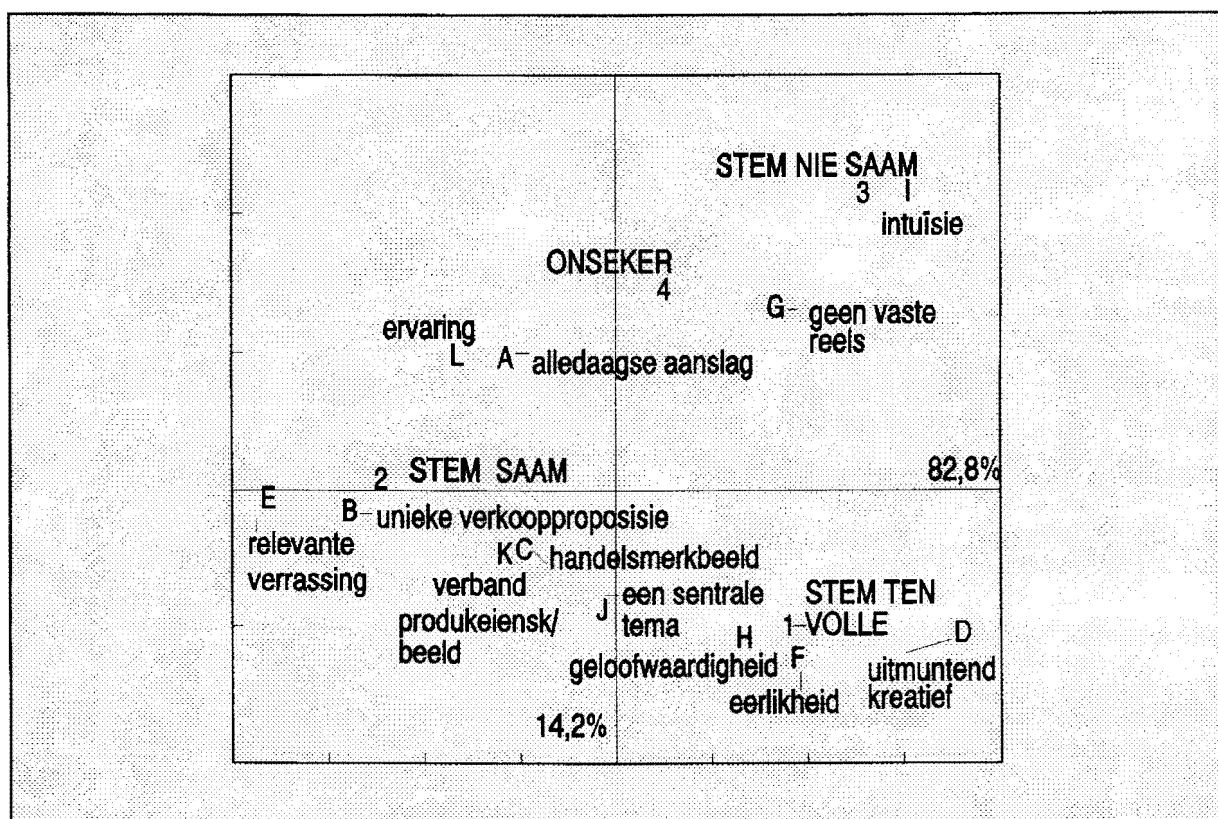 STEM NIE SAAM
3 I
intuïsie
ONSEKER
4
G geen vaste
reels
ervaring
L A alledaagse aanslag
82,8%
2 STEM SAAM
E B unieke verkoopproposisie
relevante
verrassing
K C handelsmerkbeeld
verband
produkeiensk/
beeld
J een sentrale
tema
STEM TEN
1 VOLLE
H D
geloofwaardigheid F
uitmuntend
kreatief
eerlikheid
14,2%